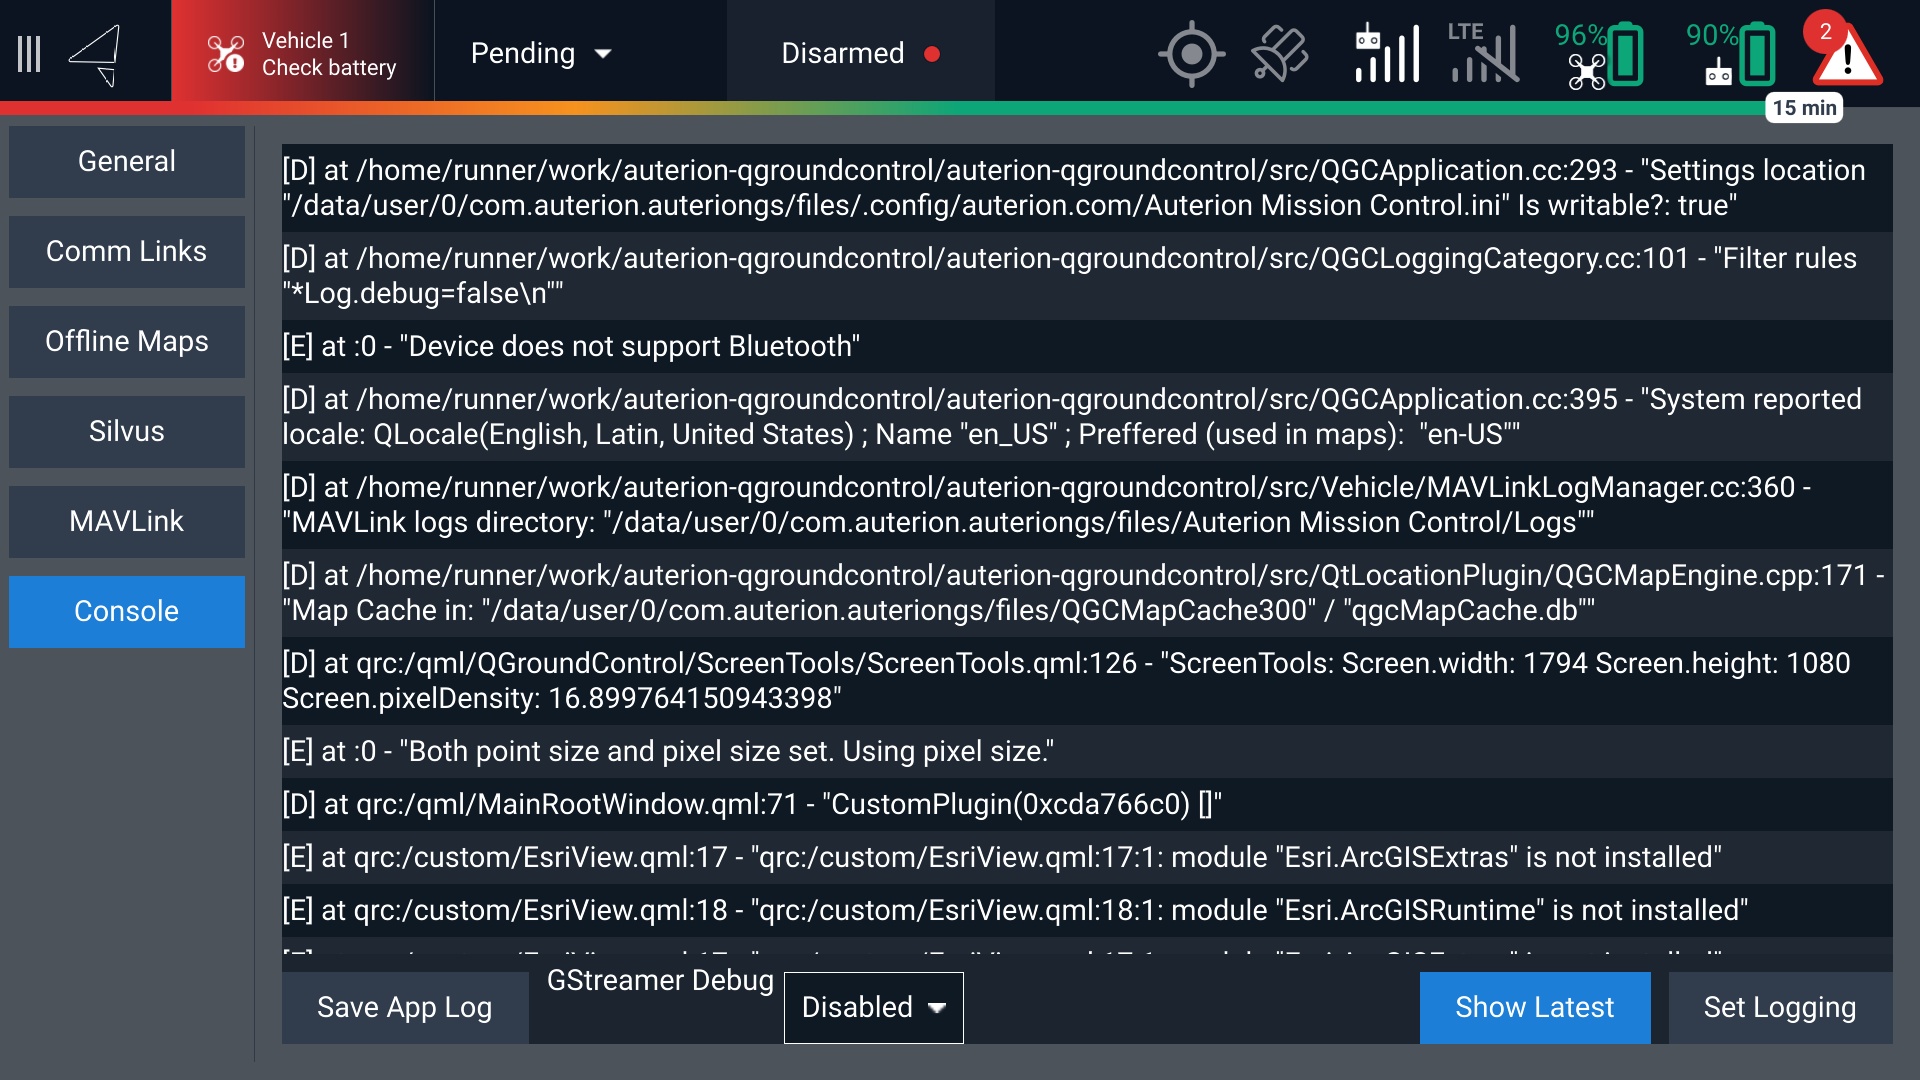 Vehicle 1
Check battery
Pending
Disarmed
LTE
96%
90%
2
15 min
General
Comm Links
Offline Maps
Silvus
MAVLink
Console
[D] at /home/runner/work/auterion-qgroundcontrol/auterion-qgroundcontrol/src/QGCApplication.cc:293 - "Settings location
"/data/user/0/com.auterion.auteriongs/files/.config/auterion.com/Auterion Mission Control.ini" Is writable?: true"
[D] at /home/runner/work/auterion-qgroundcontrol/auterion-qgroundcontrol/src/QGCLoggingCategory.cc:101 - "Filter rules
"*Log.debug=false\n""
[E] at :0 - "Device does not support Bluetooth"
[D] at /home/runner/work/auterion-qgroundcontrol/auterion-qgroundcontrol/src/QGCApplication.cc:395 - "System reported
locale: QLocale(English, Latin, United States) ; Name "en_US" ; Preffered (used in maps):  "en-US""
[D] at /home/runner/work/auterion-qgroundcontrol/auterion-qgroundcontrol/src/Vehicle/MAVLinkLogManager.cc:360 -
"MAVLink logs directory: "/data/user/0/com.auterion.auteriongs/files/Auterion Mission Control/Logs""
[D] at /home/runner/work/auterion-qgroundcontrol/auterion-qgroundcontrol/src/QtLocationPlugin/QGCMapEngine.cpp:171 -
"Map Cache in: "/data/user/0/com.auterion.auteriongs/files/QGCMapCache300" / "qgcMapCache.db""
[D] at qrc:/qml/QGroundControl/ScreenTools/ScreenTools.qml:126 - "ScreenTools: Screen.width: 1794 Screen.height: 1080
Screen.pixelDensity: 16.899764150943398"
[E] at :0 - "Both point size and pixel size set. Using pixel size."
[D] at qrc:/qml/MainRootWindow.qml:71 - "CustomPlugin(0xcda766c0) []"
[E] at qrc:/custom/EsriView.qml:17 - "qrc:/custom/EsriView.qml:17:1: module "Esri.ArcGISExtras" is not installed"
[E] at qrc:/custom/EsriView.qml:18 - "qrc:/custom/EsriView.qml:18:1: module "Esri.ArcGISRuntime" is not installed"
Save App Log
GStreamer Debug
Disabled
Show Latest
Set Logging